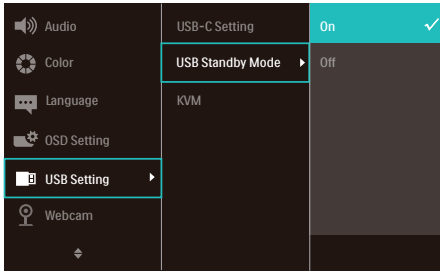 Audio
Color
Language
OSD Setting
USB Setting
Webcam
USB-C Setting
USB Standby Mode
KVM
On
Off